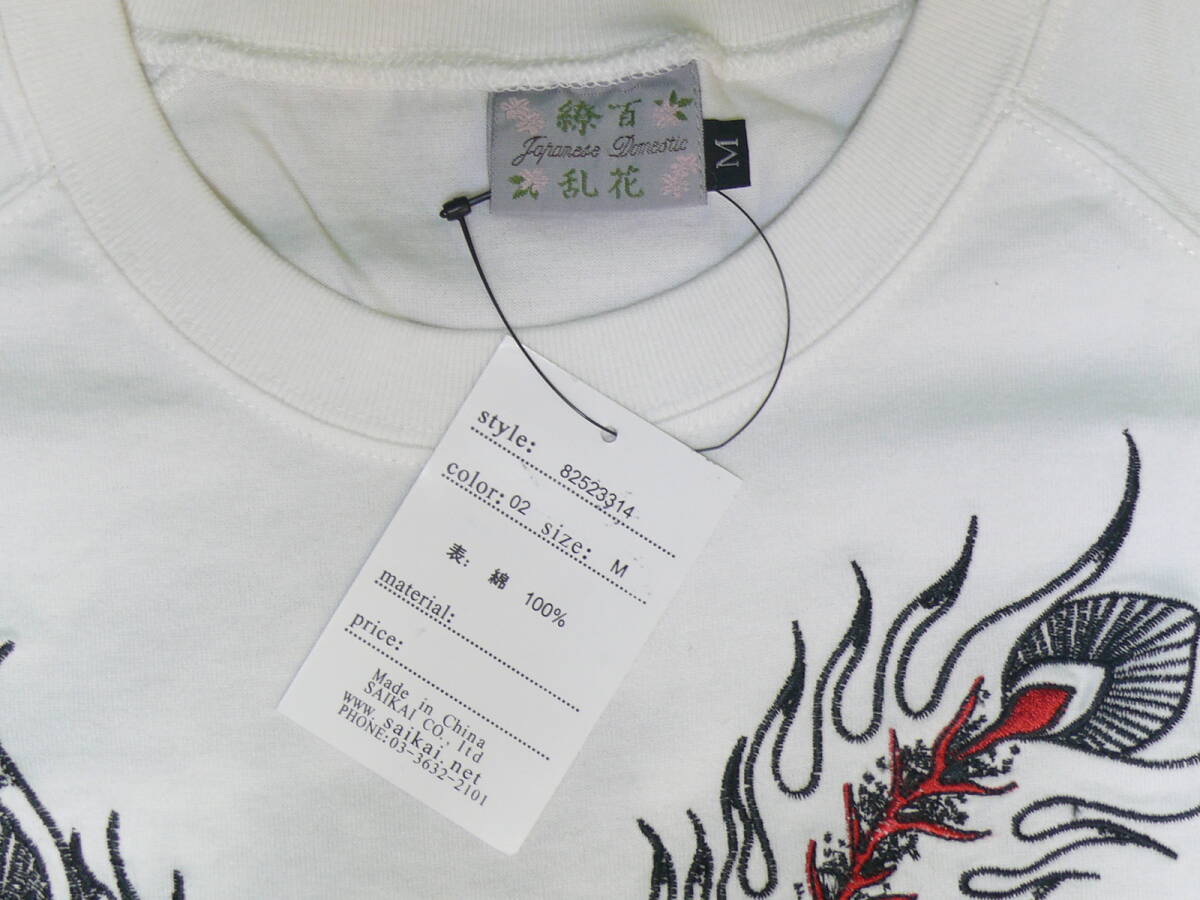 繚百
Japanese Domestic
乱花
M
style: 82523314
color: 02 size: M
表: 綿 100%
material:
price:
Made in China
SAIKAI CO., ltd
www.saikai.net
PHONE:03-3632-2101